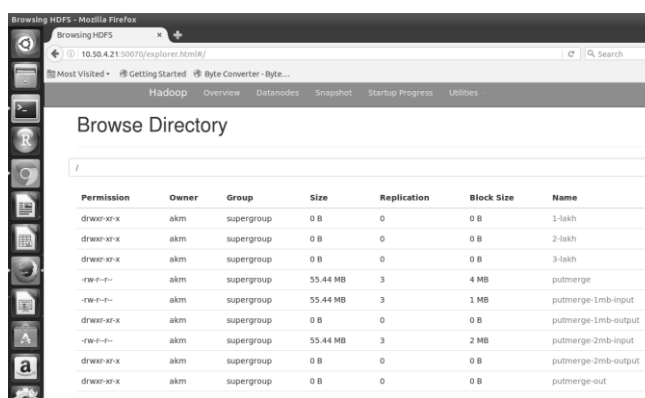 Browsing HDFS - Mozilla Firefox
Browsing HDFS × +
10.50.4.21:50070/explorer.html#/ Search
Most Visited Getting Started Byte Converter - Byte...
Hadoop Overview Datanodes Snapshot Startup Progress Utilities
Browse Directory
/
Permission Owner Group Size Replication Block Size Name
drwxr-xr-x akm supergroup 0 B 0 0 B 1-lakh
drwxr-xr-x akm supergroup 0 B 0 0 B 2-lakh
drwxr-xr-x akm supergroup 0 B 0 0 B 3-lakh
-rw-r--r-- akm supergroup 55.44 MB 3 4 MB putmerge
-rw-r--r-- akm supergroup 55.44 MB 3 1 MB putmerge-1mb-input
drwxr-xr-x akm supergroup 0 B 0 0 B putmerge-1mb-output
-rw-r--r-- akm supergroup 55.44 MB 3 2 MB putmerge-2mb-input
drwxr-xr-x akm supergroup 0 B 0 0 B putmerge-2mb-output
drwxr-xr-x akm supergroup 0 B 0 0 B putmerge-out